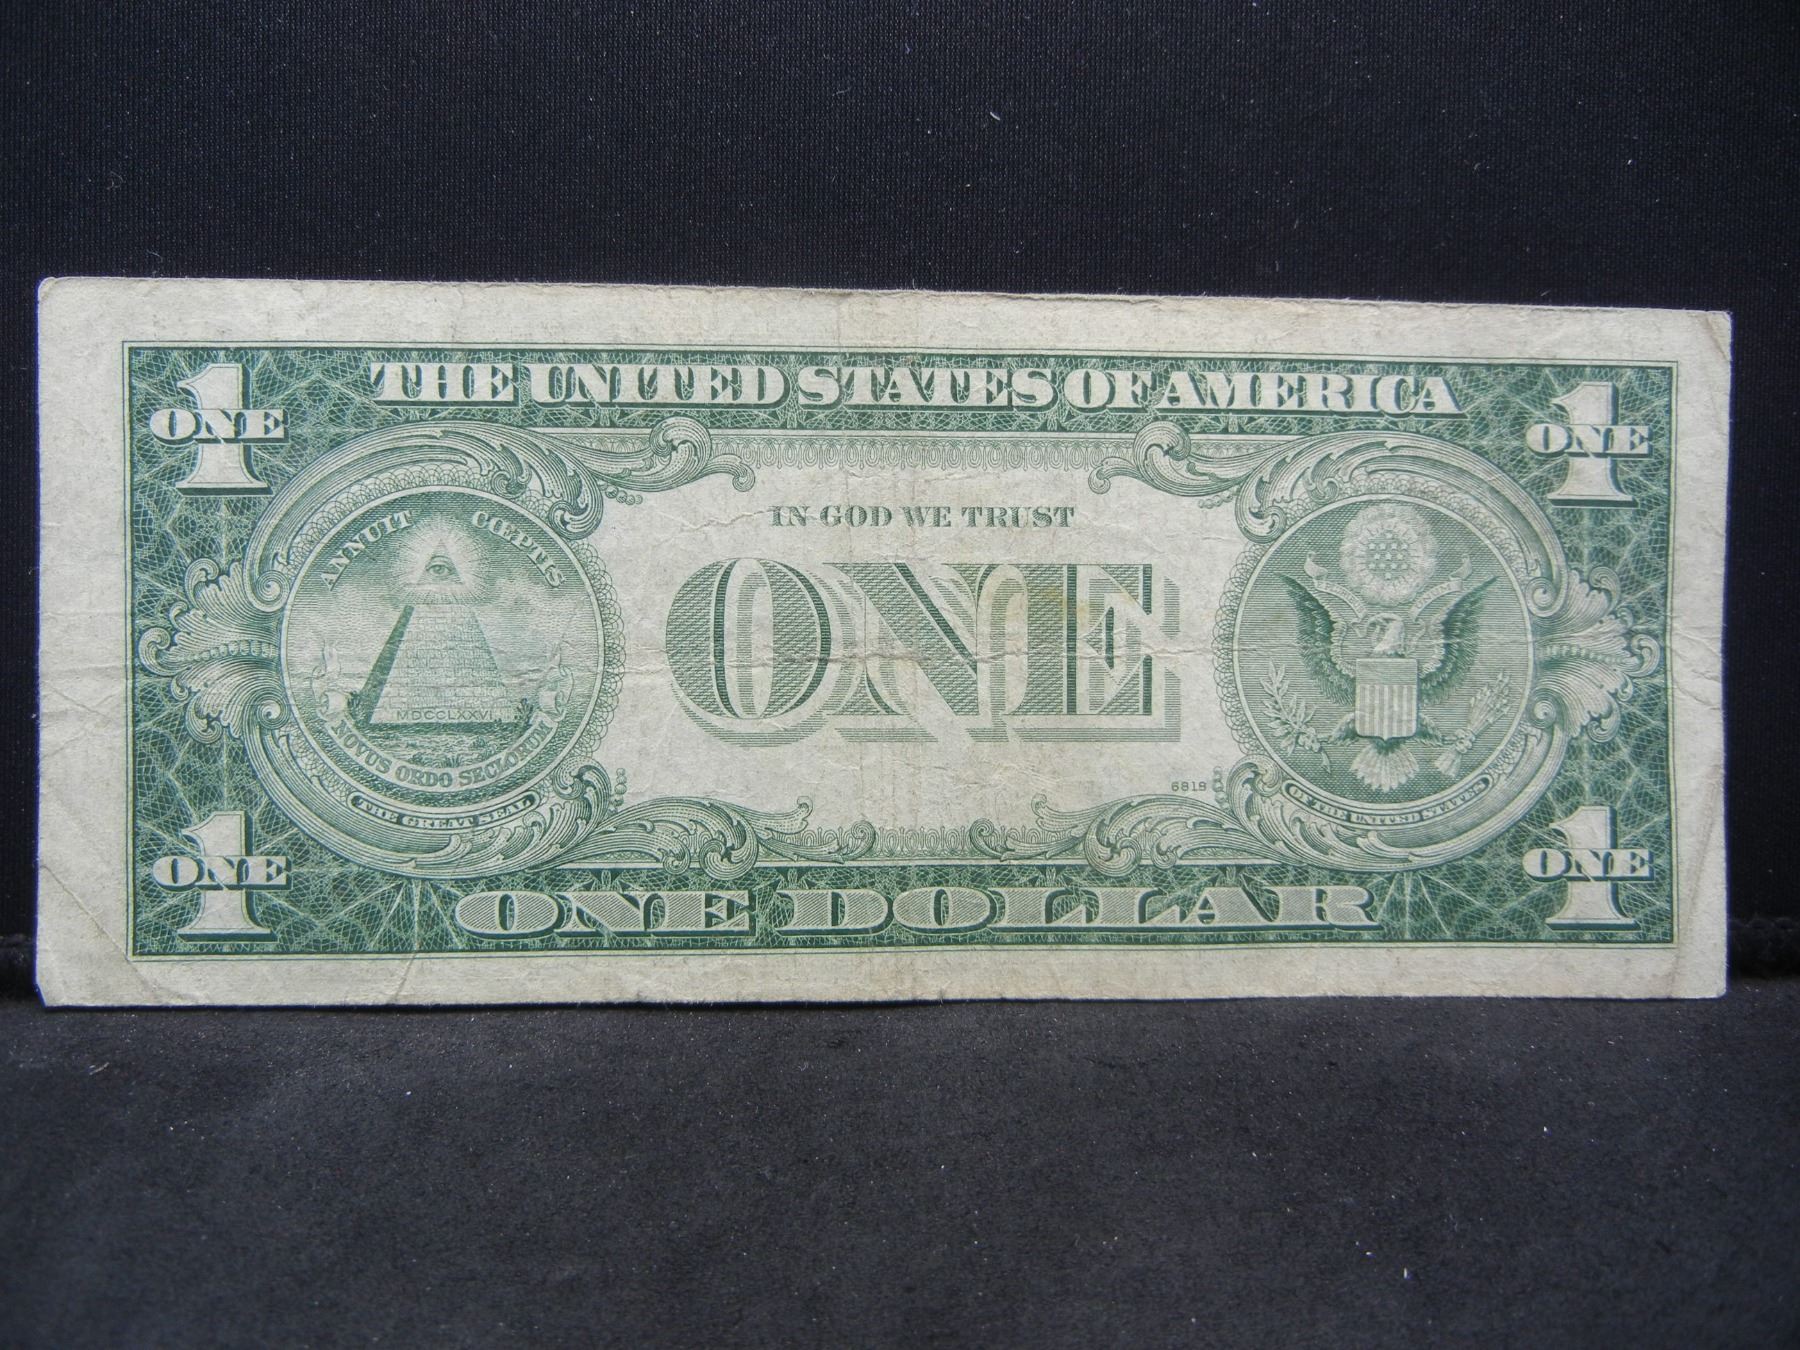 THE UNITED STATES OF AMERICA
1 ONE
1 ONE
IN GOD WE TRUST
ANNUIT CŒPTIS
ONE
MDCCLXXVI
NOVUS ORDO SECLORUM
6819
THE GREAT SEAL
OF THE UNITED STATES
1 ONE
1 ONE
ONE DOLLAR